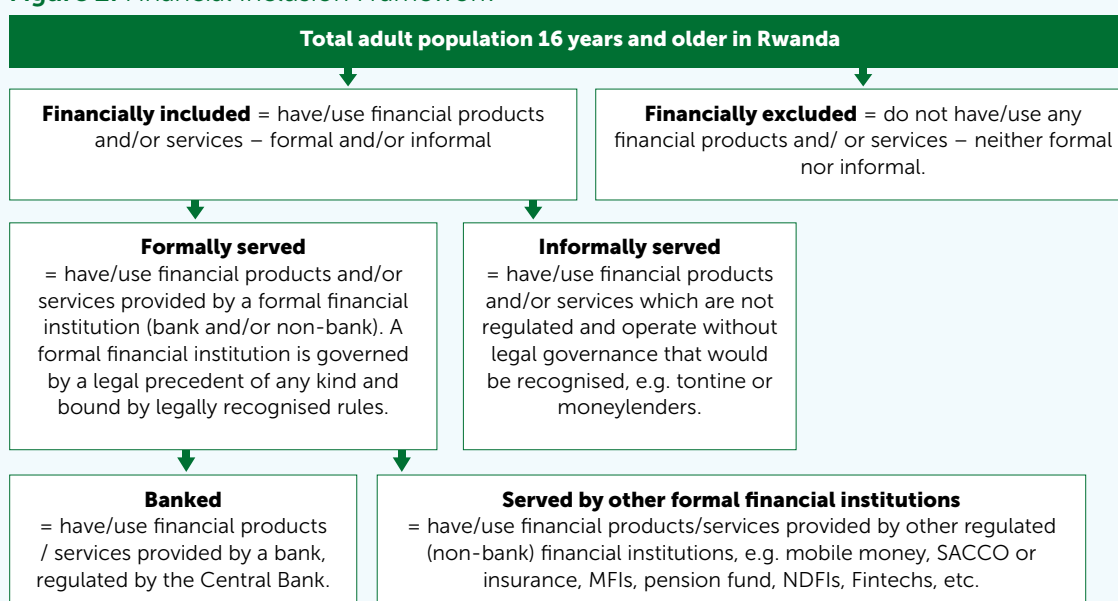 Figure 2: Financial Inclusion Framework
Total adult population 16 years and older in Rwanda
Financially included = have/use financial products
and/or services – formal and/or informal
Financially excluded = do not have/use any
financial products and/ or services – neither formal
nor informal.
Formally served
= have/use financial products and/or
services provided by a formal financial
institution (bank and/or non-bank). A
formal financial institution is governed
by a legal precedent of any kind and
bound by legally recognised rules.
Informally served
= have/use financial products
and/or services which are not
regulated and operate without
legal governance that would
be recognised, e.g. tontine or
moneylenders.
Banked
= have/use financial products
/ services provided by a bank,
regulated by the Central Bank.
Served by other formal financial institutions
= have/use financial products/services provided by other regulated
(non-bank) financial institutions, e.g. mobile money, SACCO or
insurance, MFIs, pension fund, NDFIs, Fintechs, etc.